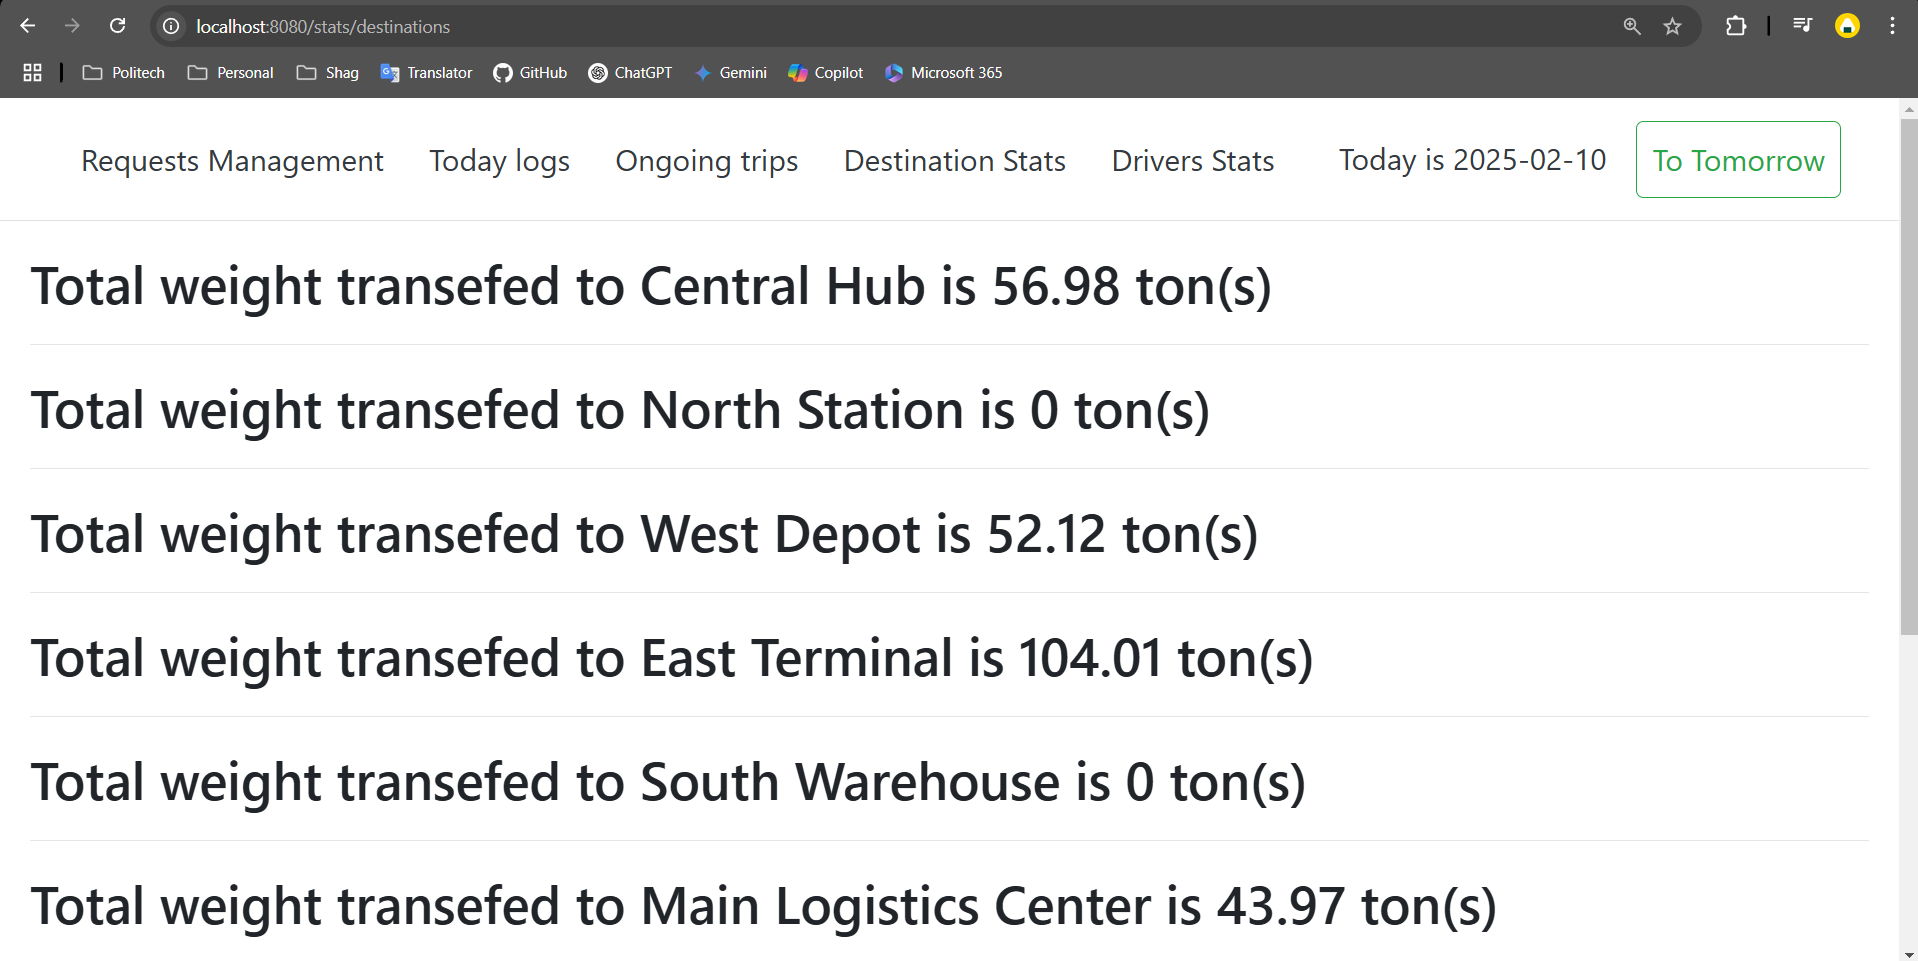 localhost:8080/stats/destinations
Politech Personal Shag Translator GitHub ChatGPT Gemini Copilot Microsoft 365
Requests Management Today logs Ongoing trips Destination Stats Drivers Stats Today is 2025-02-10 To Tomorrow
Total weight transefed to Central Hub is 56.98 ton(s)
Total weight transefed to North Station is 0 ton(s)
Total weight transefed to West Depot is 52.12 ton(s)
Total weight transefed to East Terminal is 104.01 ton(s)
Total weight transefed to South Warehouse is 0 ton(s)
Total weight transefed to Main Logistics Center is 43.97 ton(s)